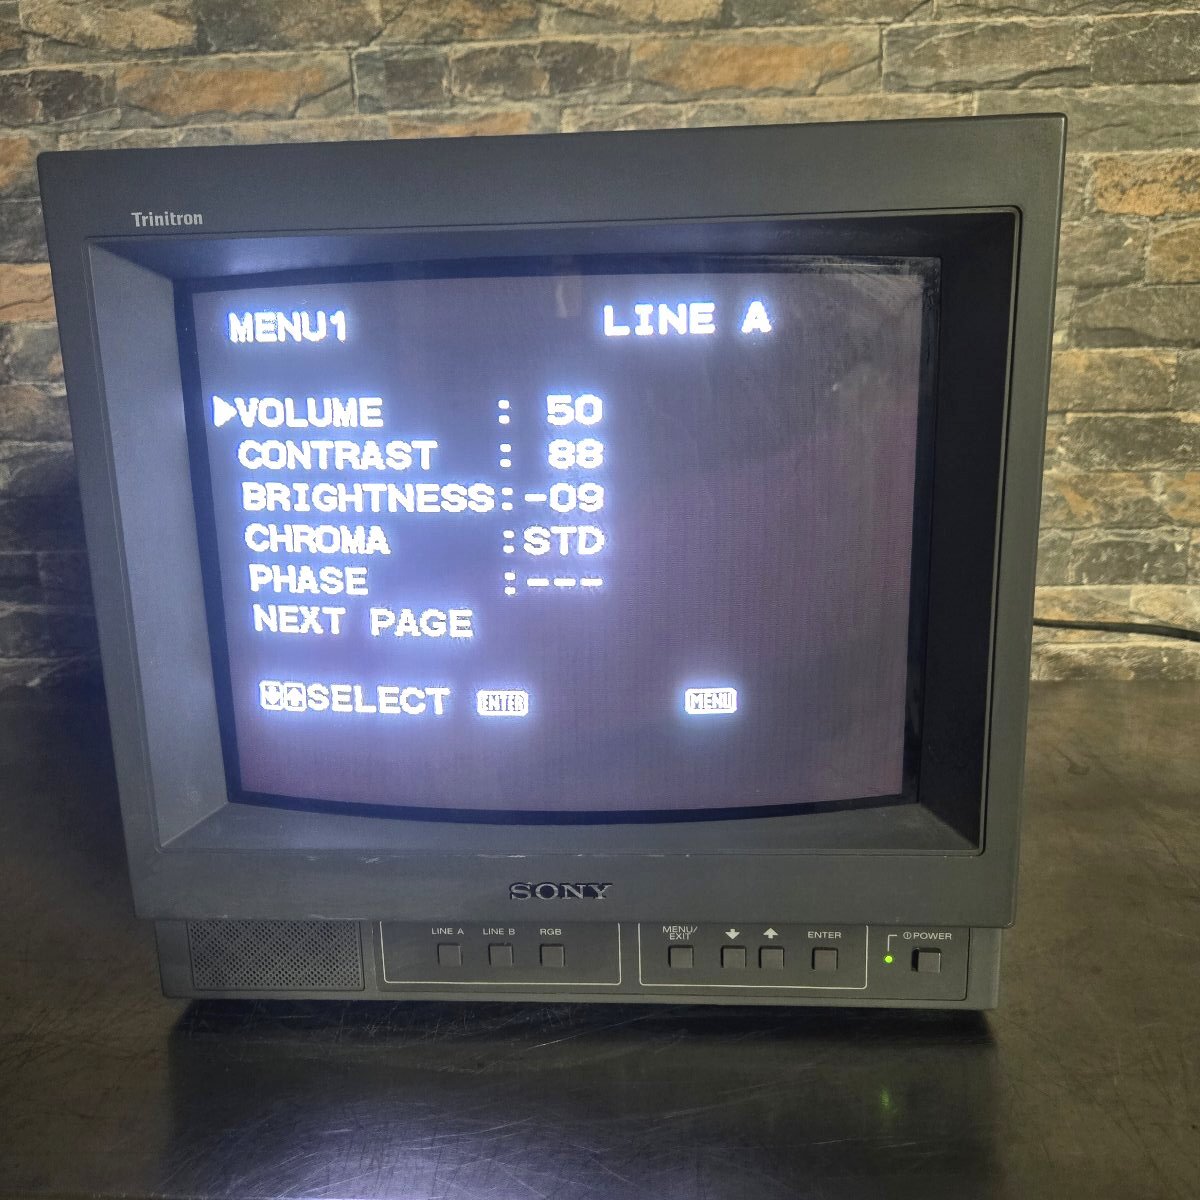 Trinitron
MENU1 LINE A
▶VOLUME : 50
CONTRAST : 88
BRIGHTNESS:-09
CHROMA :STD
PHASE :---
NEXT PAGE
⬇⬆SELECT ENTER MENU
SONY
LINE A LINE B RGB MENU/EXIT ⬇ ⬆ ENTER POWER